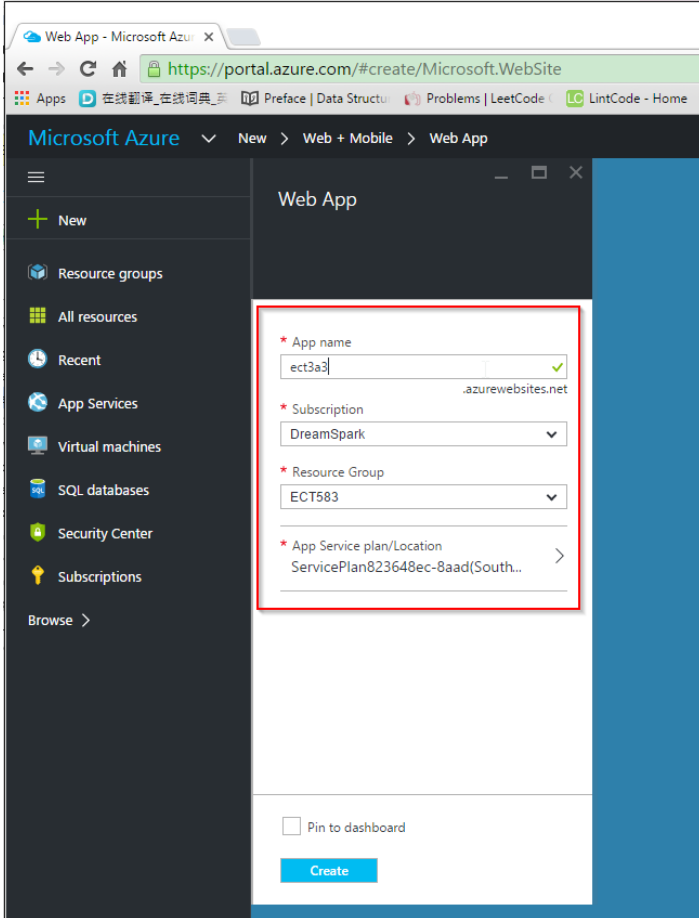 Web App - Microsoft Azu
https://portal.azure.com/#create/Microsoft.WebSite
Apps 在线翻译_在线词典_英 Preface | Data Structu Problems | LeetCode LintCode - Home
Microsoft Azure New > Web + Mobile > Web App
Web App
New
Resource groups
All resources
Recent
App Services
Virtual machines
SQL databases
Security Center
Subscriptions
Browse >
* App name
ect3a3
.azurewebsites.net
* Subscription
DreamSpark
* Resource Group
ECT583
* App Service plan/Location
ServicePlan823648ec-8aad(South...
Pin to dashboard
Create